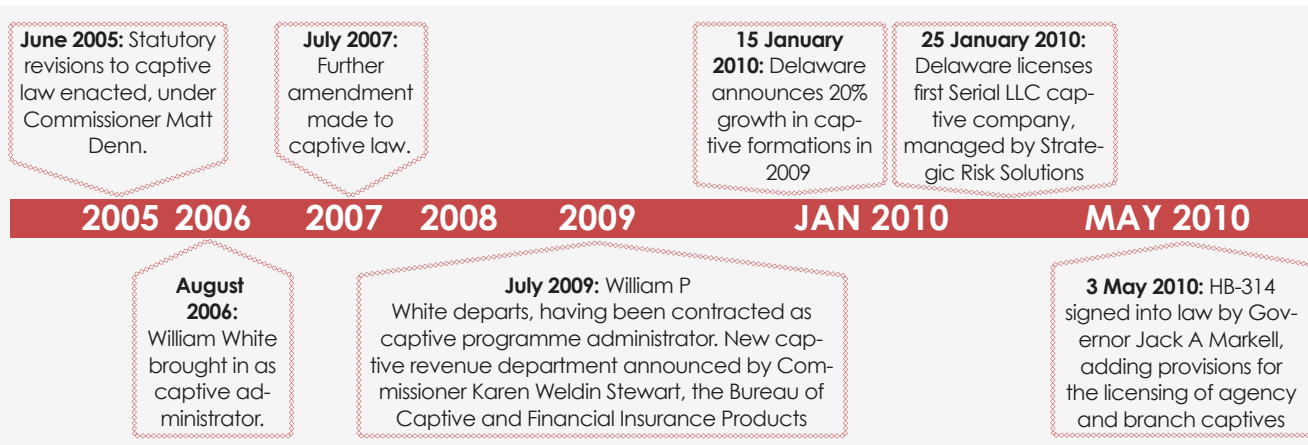 June 2005: Statutory
revisions to captive
law enacted, under
Commissioner Matt
Denn.
July 2007:
Further
amendment
made to
captive law.
15 January
2010: Delaware
announces 20%
growth in cap-
tive formations in
2009
25 January 2010:
Delaware licenses
first Serial LLC cap-
tive company,
managed by Strate-
gic Risk Solutions
2005 2006 2007 2008 2009 JAN 2010 MAY 2010
August
2006:
William White
brought in as
captive ad-
ministrator.
July 2009: William P
White departs, having been contracted as
captive programme administrator. New cap-
tive revenue department announced by Com-
missioner Karen Weldin Stewart, the Bureau of
Captive and Financial Insurance Products
3 May 2010: HB-314
signed into law by Gov-
ernor Jack A Markell,
adding provisions for
the licensing of agency
and branch captives